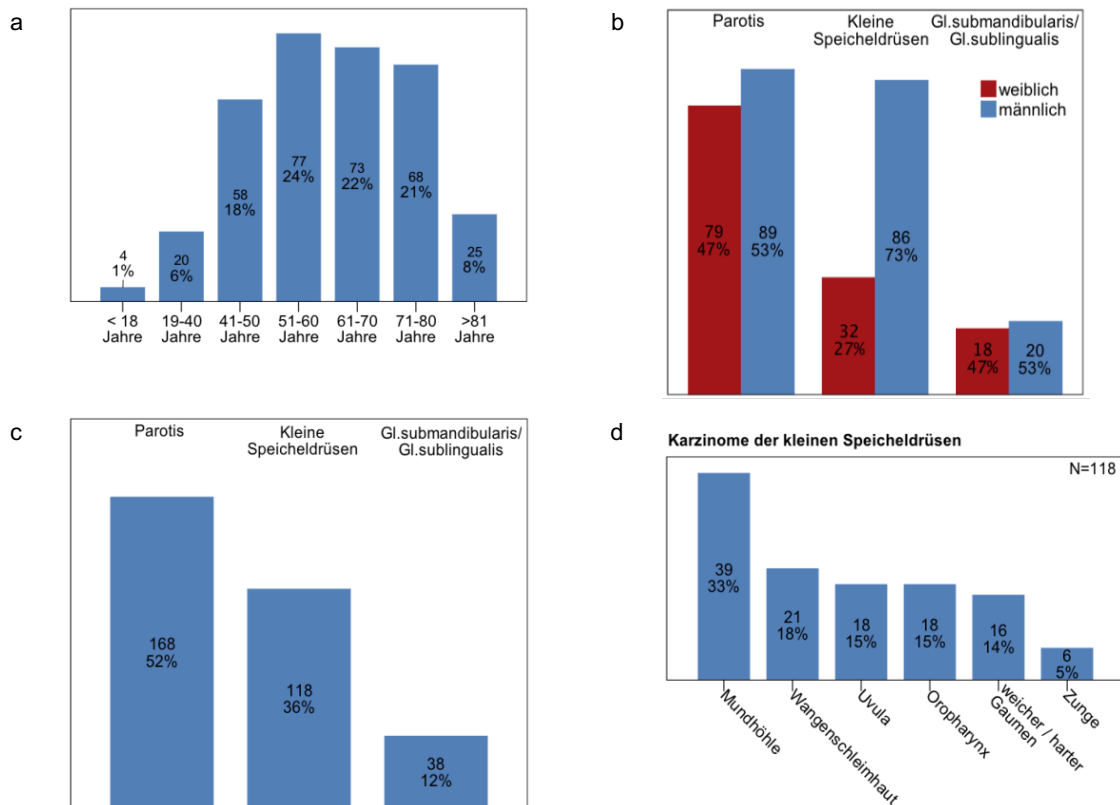 a
4
1%
20
6%
58
18%
77
24%
73
22%
68
21%
25
8%
< 18
Jahre
19-40
Jahre
41-50
Jahre
51-60
Jahre
61-70
Jahre
71-80
Jahre
>81
Jahre
b
Parotis
Kleine
Speicheldrüsen
Gl.submandibularis/
Gl.sublingualis
weiblich
männlich
79
47%
89
53%
32
27%
86
73%
18
47%
20
53%
c
Parotis
Kleine
Speicheldrüsen
Gl.submandibularis/
Gl.sublingualis
168
52%
118
36%
38
12%
d
Karzinome der kleinen Speicheldrüsen
N=118
39
33%
21
18%
18
15%
18
15%
16
14%
6
5%
Mundhöhle
Wangenschleimhaut
Uvula
Oropharynx
weicher / harter
Gaumen
Zunge